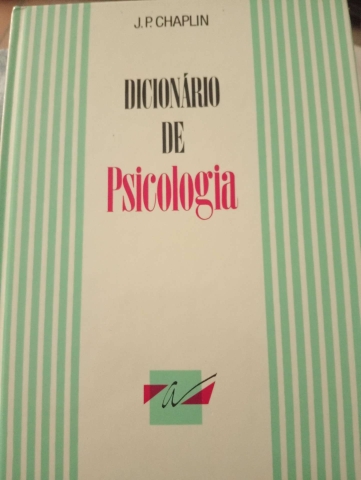 J.P. CHAPLIN
DICIONÁRIO
DE
Psicologia
a